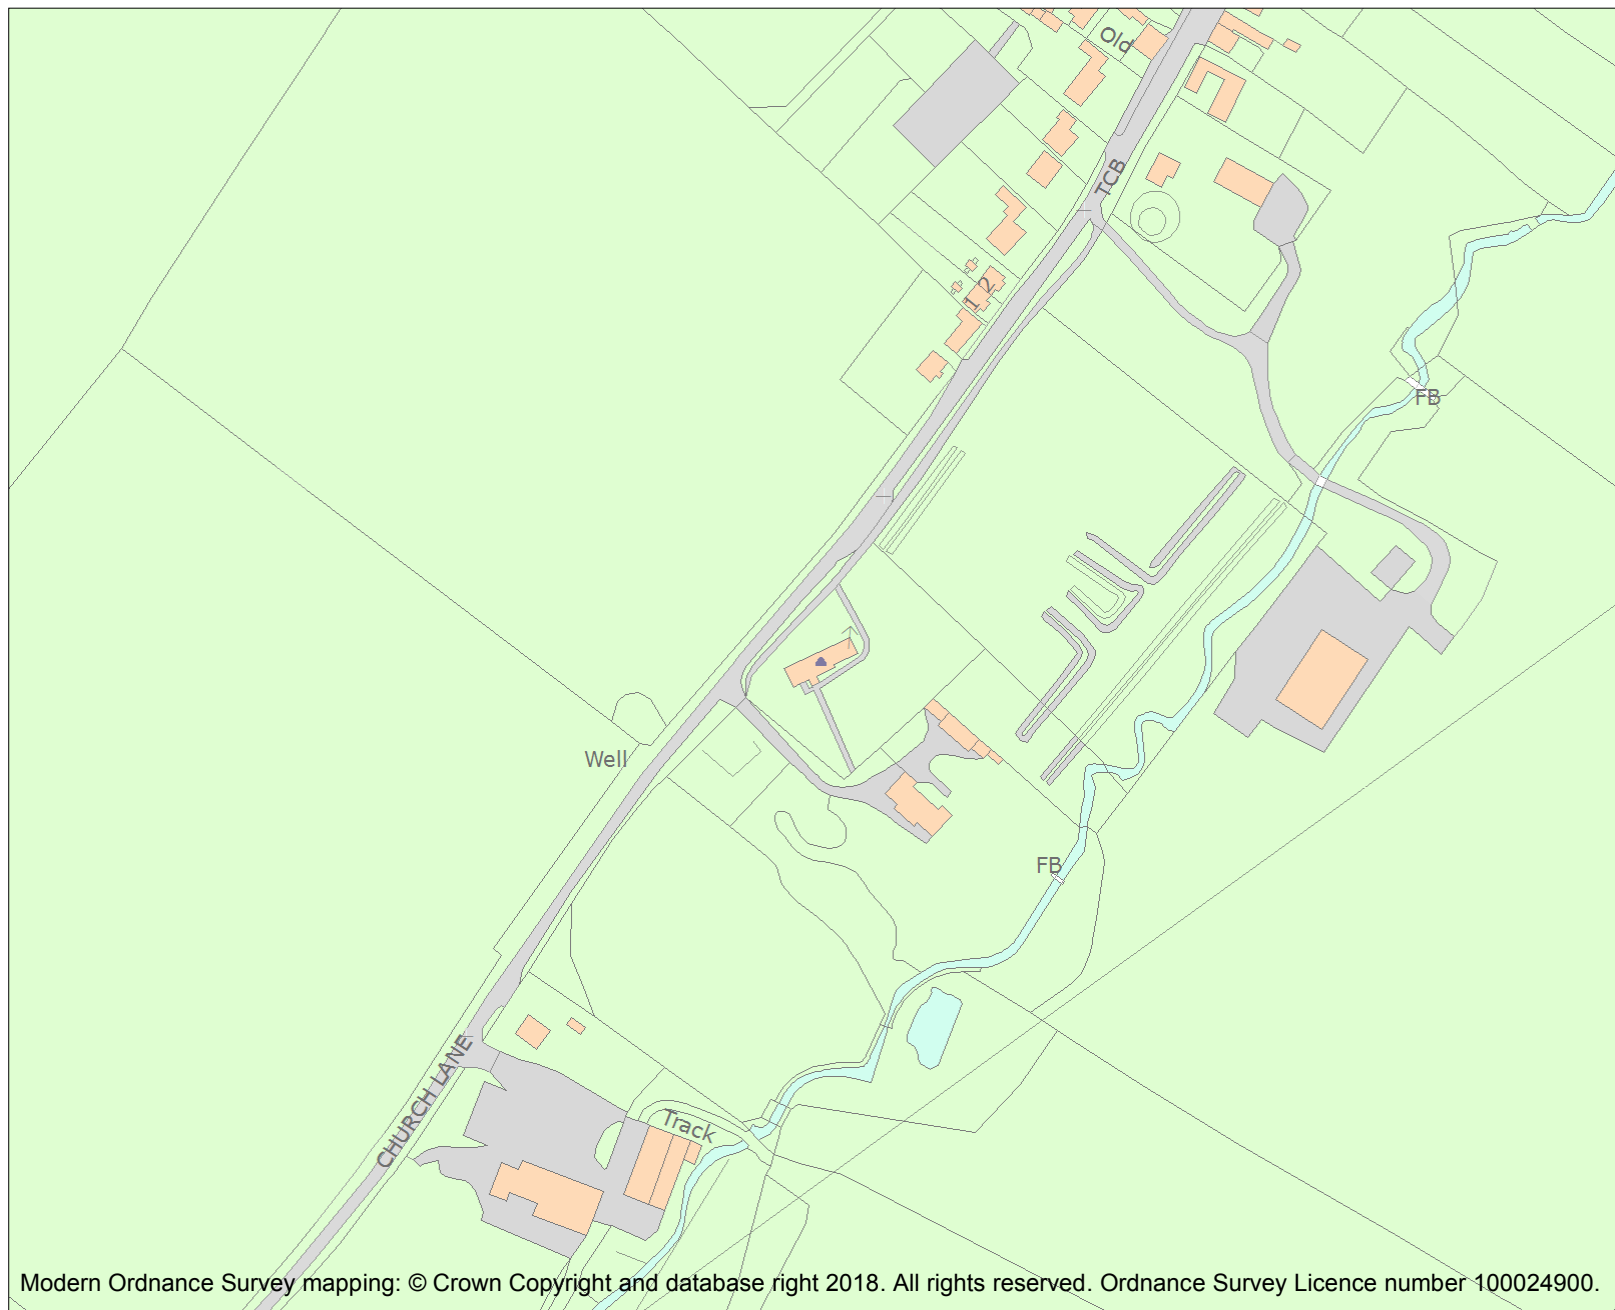 Old
TCB
1 2
FB
Well
FB
CHURCH LANE
Track
Modern Ordnance Survey mapping: © Crown Copyright and database right 2018. All rights reserved. Ordnance Survey Licence number 100024900.